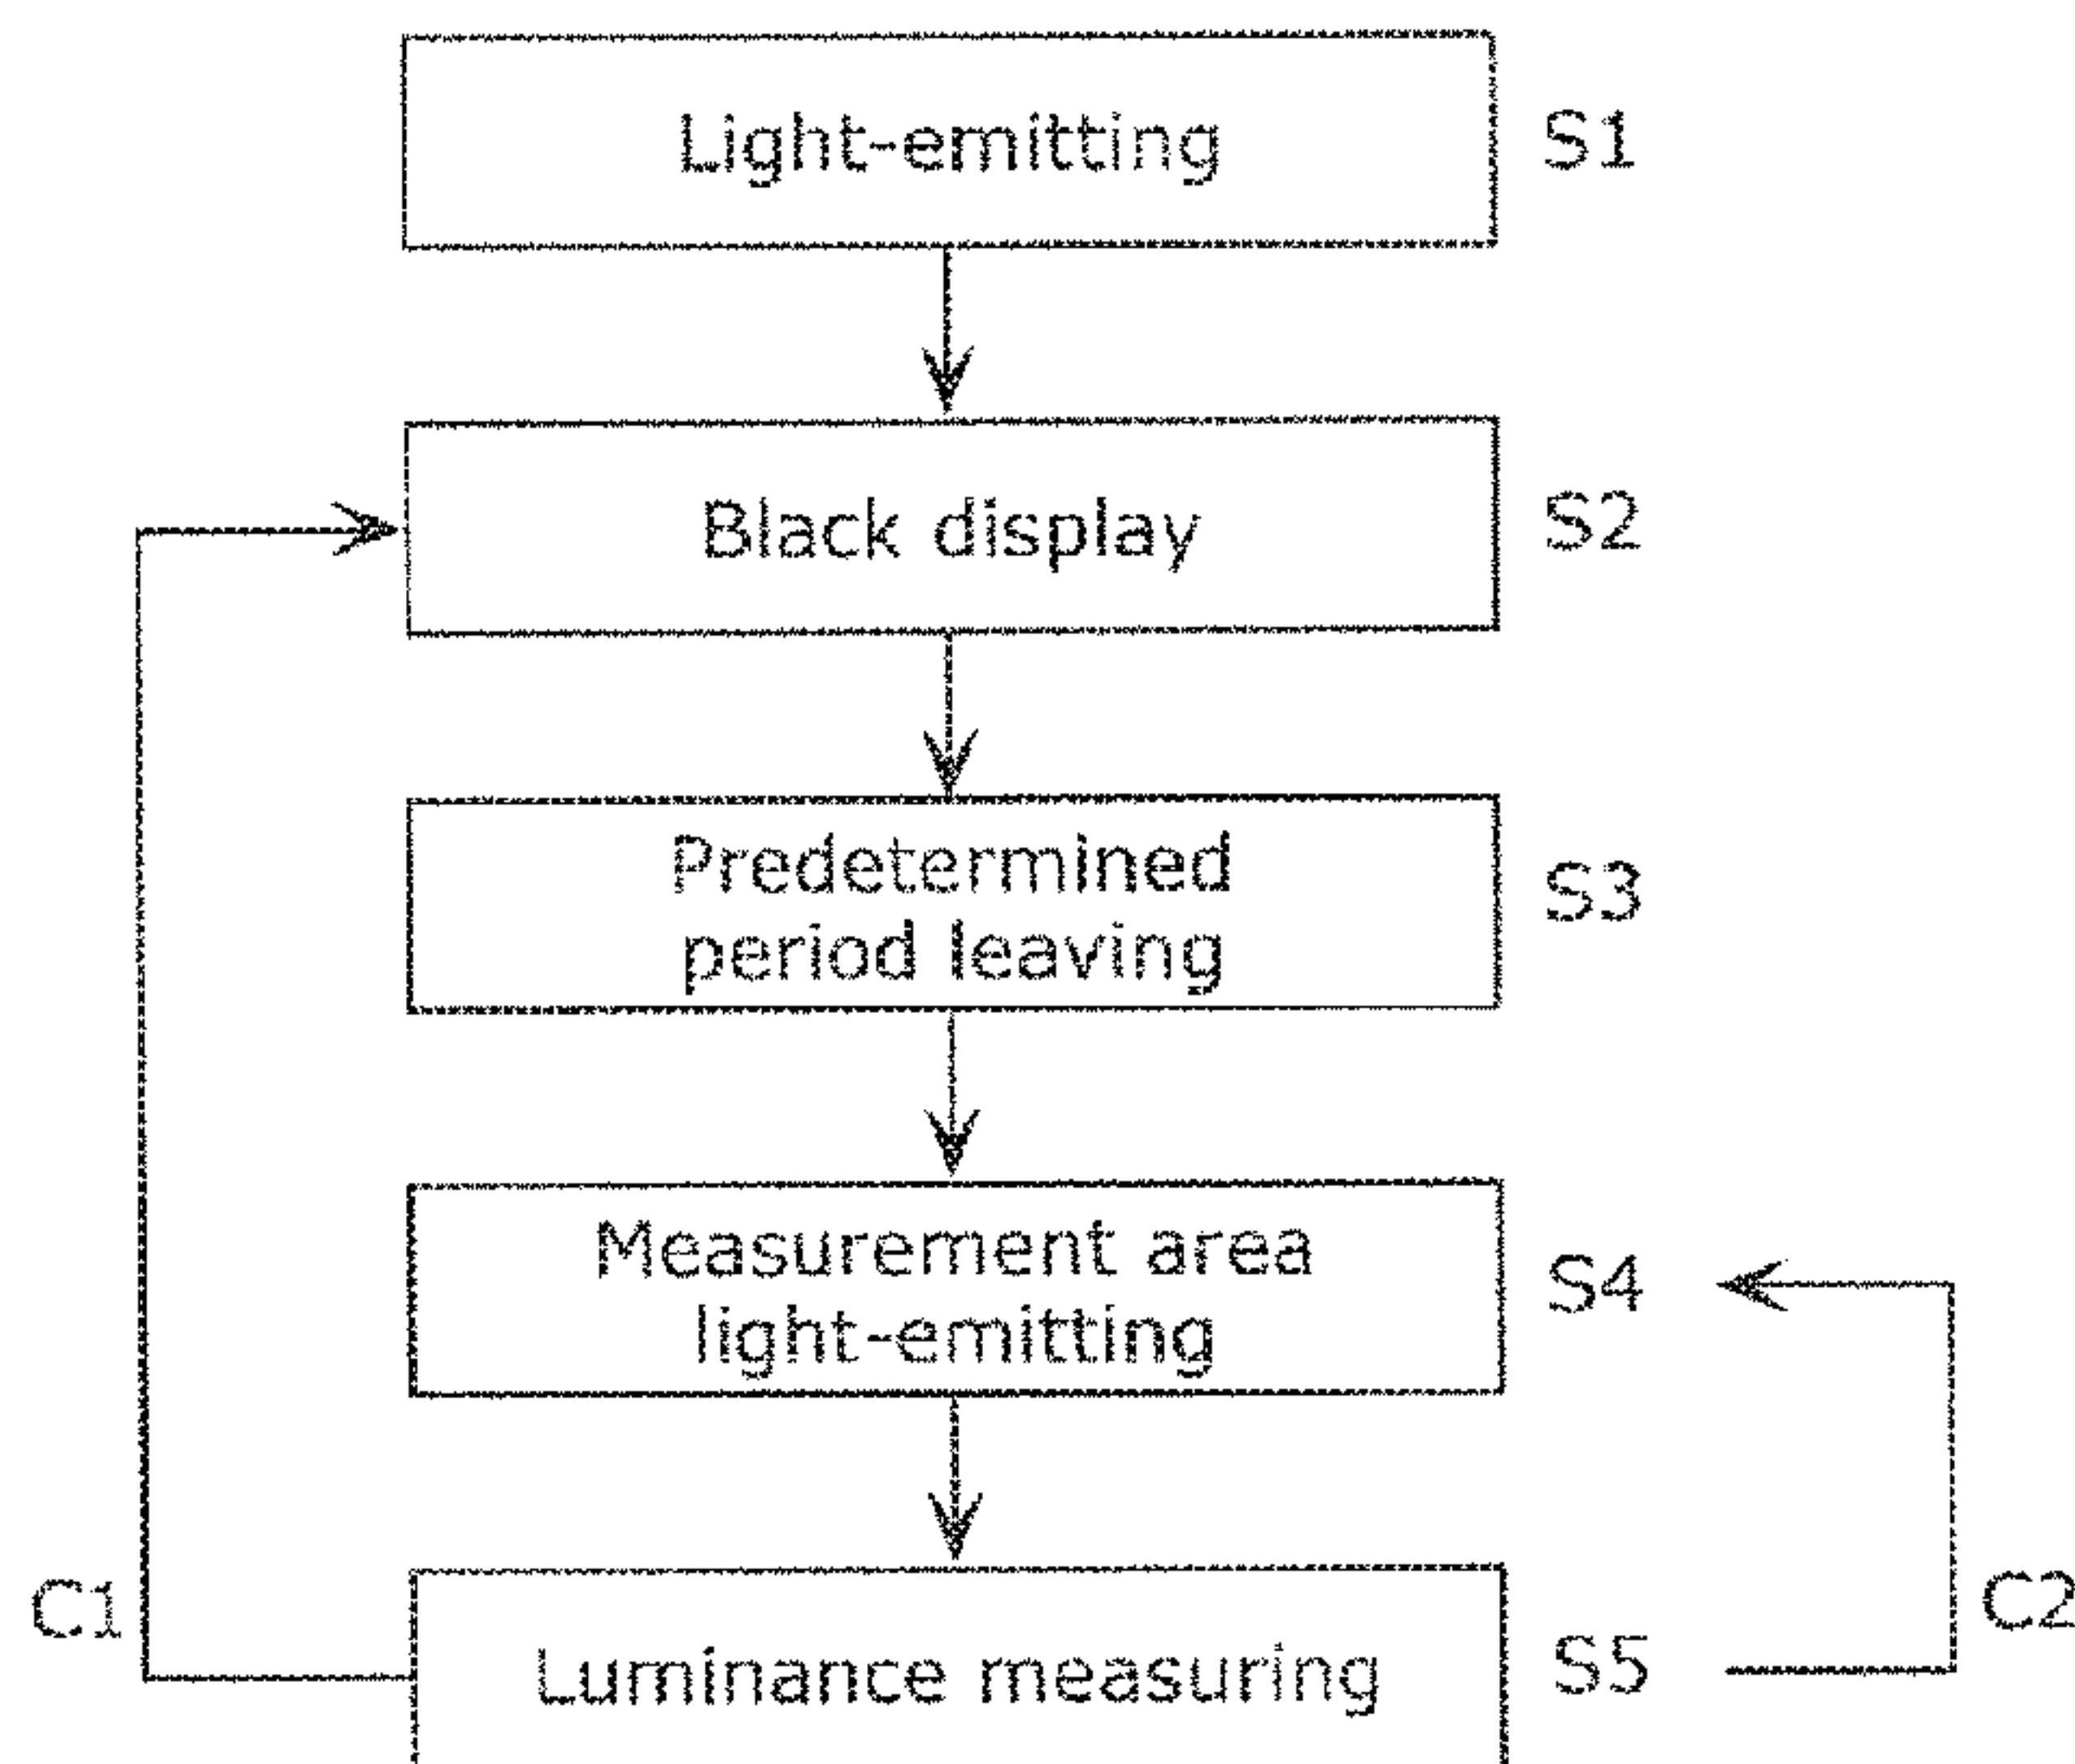 Light-emitting
S1
Black display
S2
Predetermined
period leaving
S3
Measurement area
light-emitting
S4
C1
C2
Luminance measuring
S5